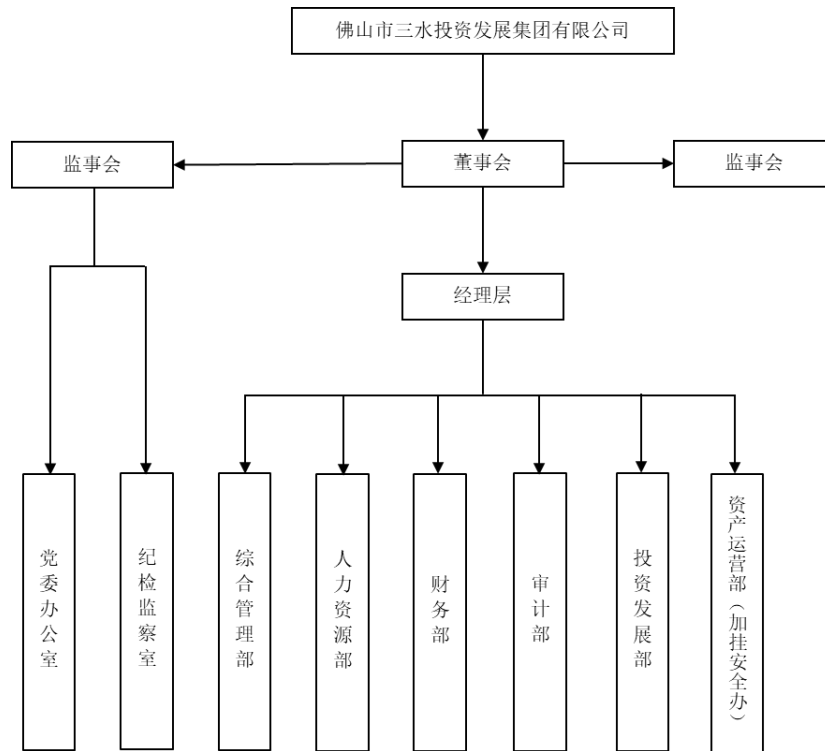 佛山市三水投资发展集团有限公司
监事会
董事会
监事会
经理层
党委办公室
纪检监察室
综合管理部
人力资源部
财务部
审计部
投资发展部
资产运营部（加挂安全办）